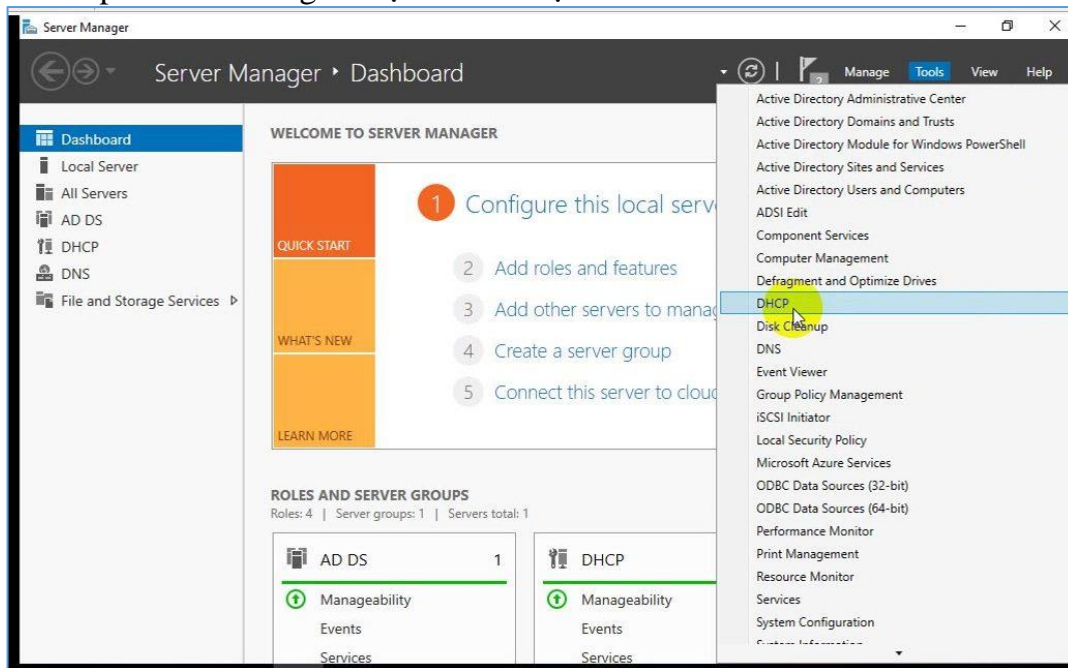 Server Manager
Server Manager • Dashboard
2
Manage
Tools
View
Help
Dashboard
Local Server
All Servers
AD DS
DHCP
DNS
File and Storage Services
WELCOME TO SERVER MANAGER
QUICK START
WHAT'S NEW
LEARN MORE
1 Configure this local serv
2 Add roles and features
3 Add other servers to manag
4 Create a server group
5 Connect this server to cloud
ROLES AND SERVER GROUPS
Roles: 4 | Server groups: 1 | Servers total: 1
AD DS 1
Manageability
Events
Services
DHCP
Manageability
Events
Services
Active Directory Administrative Center
Active Directory Domains and Trusts
Active Directory Module for Windows PowerShell
Active Directory Sites and Services
Active Directory Users and Computers
ADSI Edit
Component Services
Computer Management
Defragment and Optimize Drives
DHCP
Disk Cleanup
DNS
Event Viewer
Group Policy Management
iSCSI Initiator
Local Security Policy
Microsoft Azure Services
ODBC Data Sources (32-bit)
ODBC Data Sources (64-bit)
Performance Monitor
Print Management
Resource Monitor
Services
System Configuration
System Information